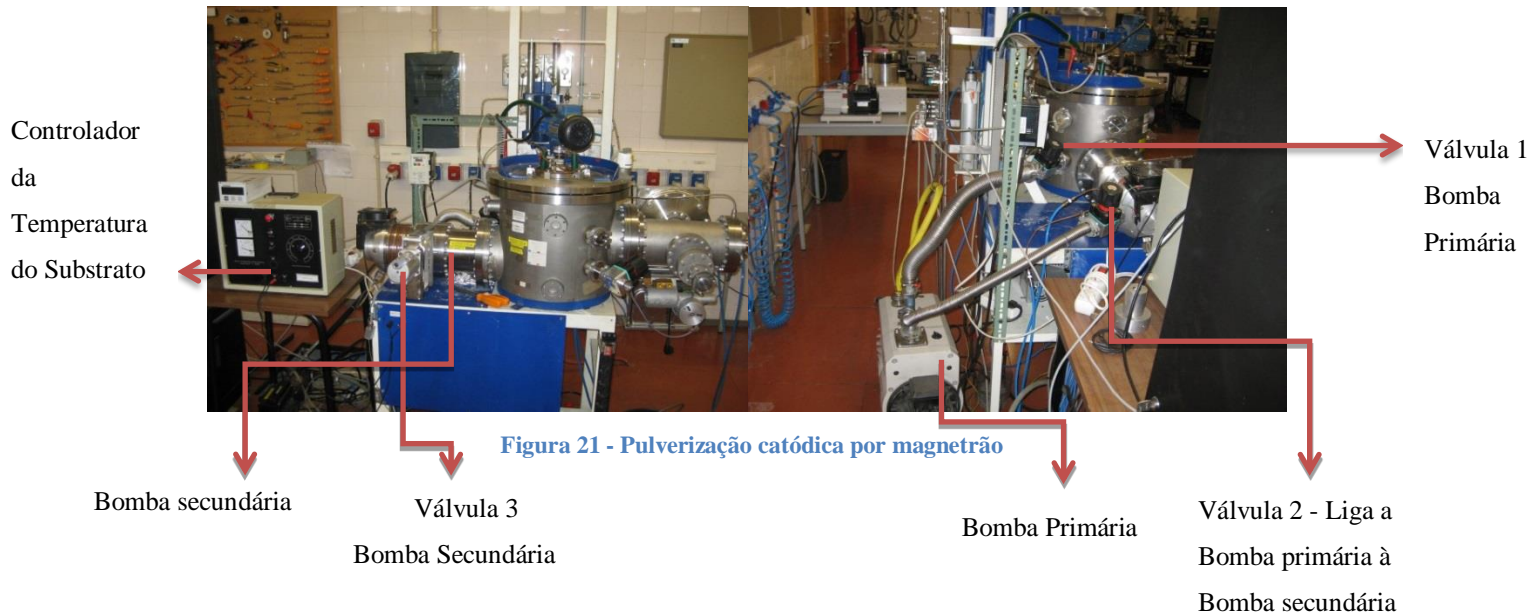 Controlador
da
Temperatura
do Substrato
Válvula 1
Bomba
Primária
Figura 21 - Pulverização catódica por magnetrão
Bomba secundária
Válvula 3
Bomba Secundária
Bomba Primária
Válvula 2 - Liga a
Bomba primária à
Bomba secundária